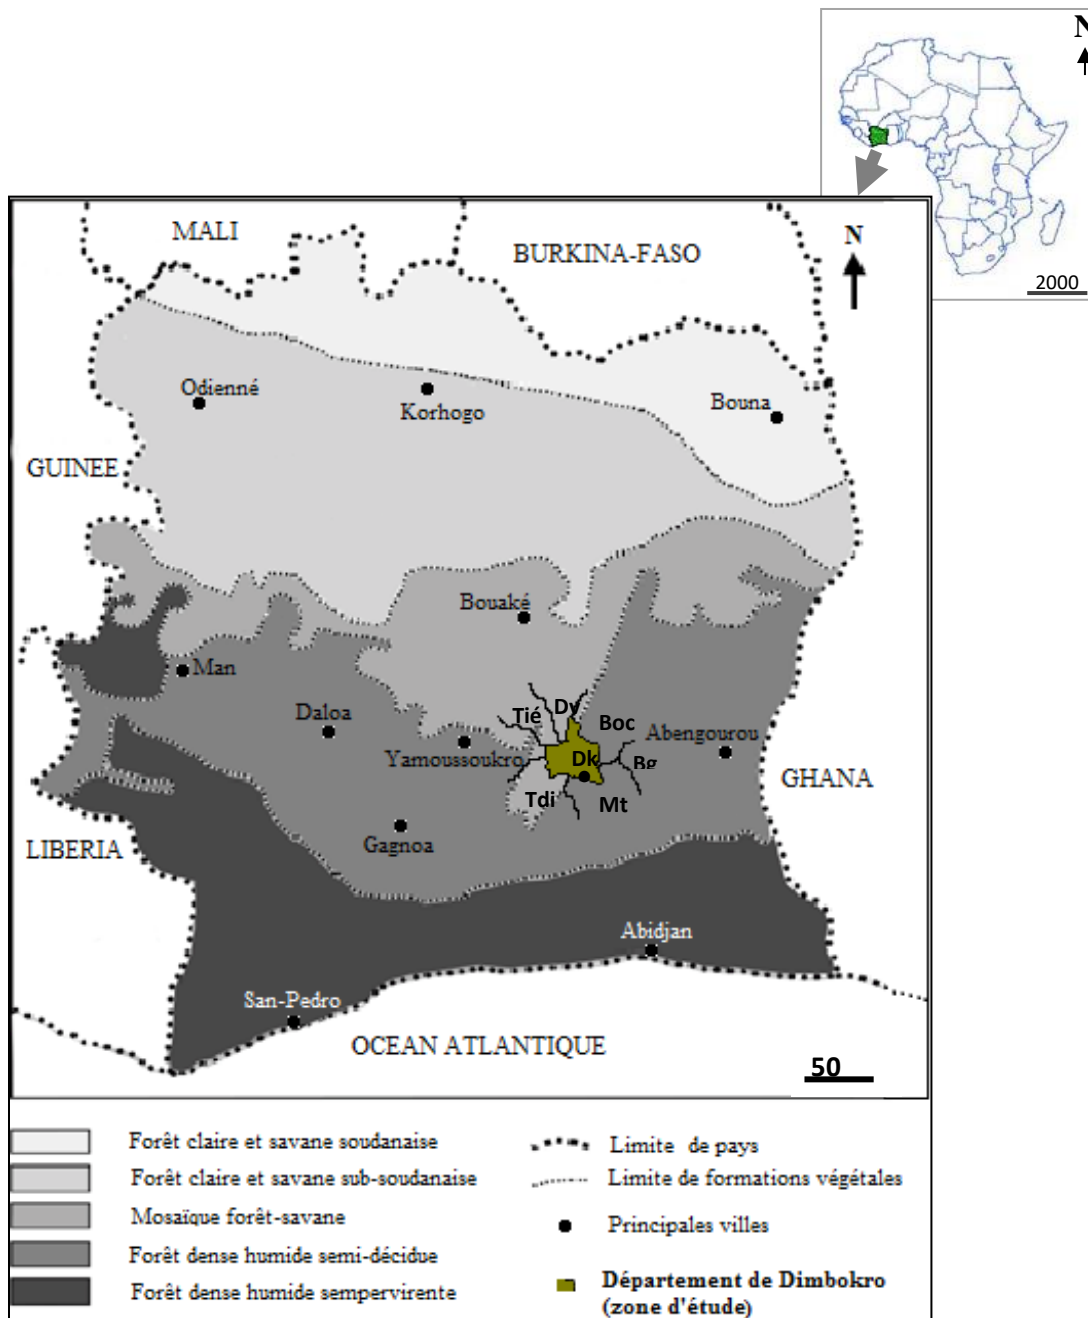 N
2000
MALI
BURKINA-FASO
N
Odienné
Korhogo
Bouna
GUINEE
Bouaké
Man
Daloa
Tié
Dy
Boc
Yamoussoukro
Dk
Bg
Abengourou
GHANA
Tdi
Mt
Gagnoa
LIBERIA
Abidjan
San-Pedro
OCEAN ATLANTIQUE
50
Forêt claire et savane soudanaise
Forêt claire et savane sub-soudanaise
Mosaïque forêt-savane
Forêt dense humide semi-décidue
Forêt dense humide sempervirente
Limite de pays
Limite de formations végétales
Principales villes
Département de Dimbokro
(zone d'étude)